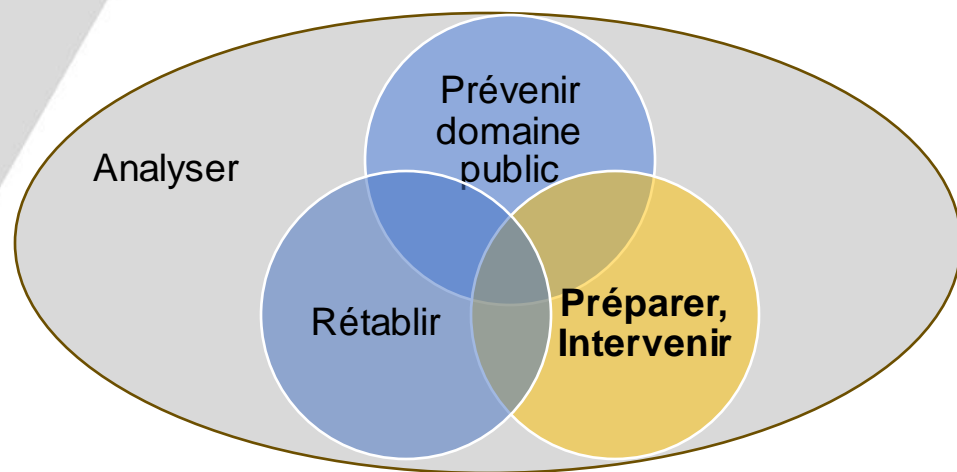 Prévenir
domaine
public
Analyser
Rétablir
Préparer,
Intervenir